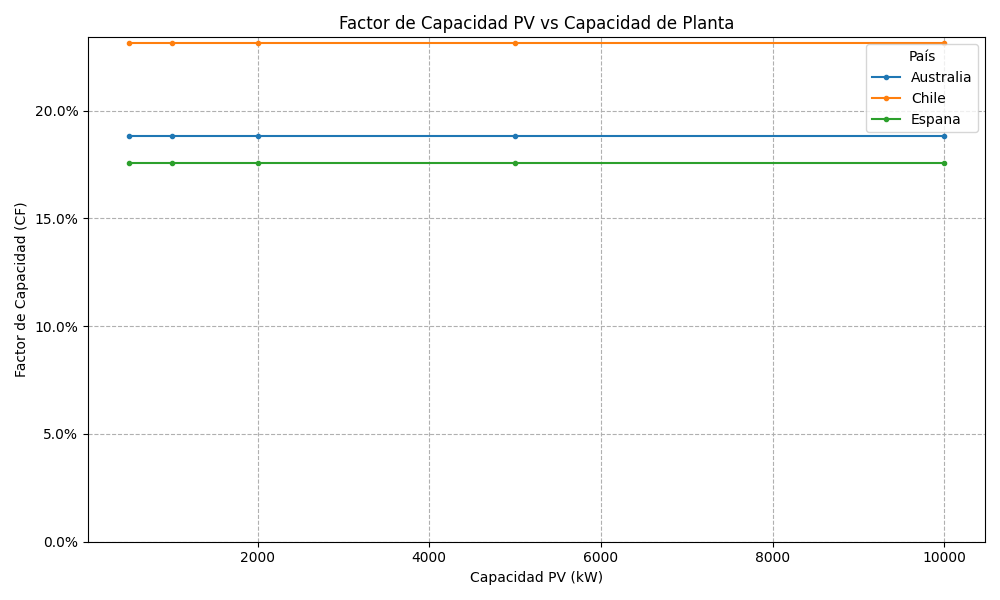 Factor de Capacidad PV vs Capacidad de Planta
País
Australia
Chile
Espana
20.0%
15.0%
10.0%
5.0%
0.0%
Factor de Capacidad (CF)
2000
4000
6000
8000
10000
Capacidad PV (kW)